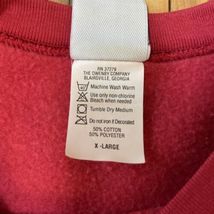 RN 37279
THE OWENBY COMPANY
BLAIRSVILLE, GEORGIA
Machine Wash Warm
Use only non-chlorine
Bleach when needed
Tumble Dry Medium
Do not iron if Decorated
50% COTTON
50% POLYESTER
X-LARGE